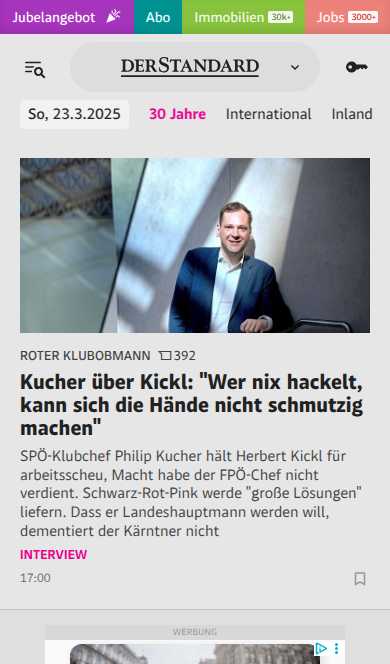 Jubelangebot Abo Immobilien 30k+ Jobs 3000+
DERSTANDARD
So, 23.3.2025 30 Jahre International Inland
ROTER KLUBOBMANN 392
Kucher über Kickl: "Wer nix hackelt,
kann sich die Hände nicht schmutzig
machen"
SPÖ-Klubchef Philip Kucher hält Herbert Kickl für
arbeitsscheu, Macht habe der FPÖ-Chef nicht
verdient. Schwarz-Rot-Pink werde "große Lösungen"
liefern. Dass er Landeshauptmann werden will,
dementiert der Kärntner nicht
INTERVIEW
17:00
WERBUNG